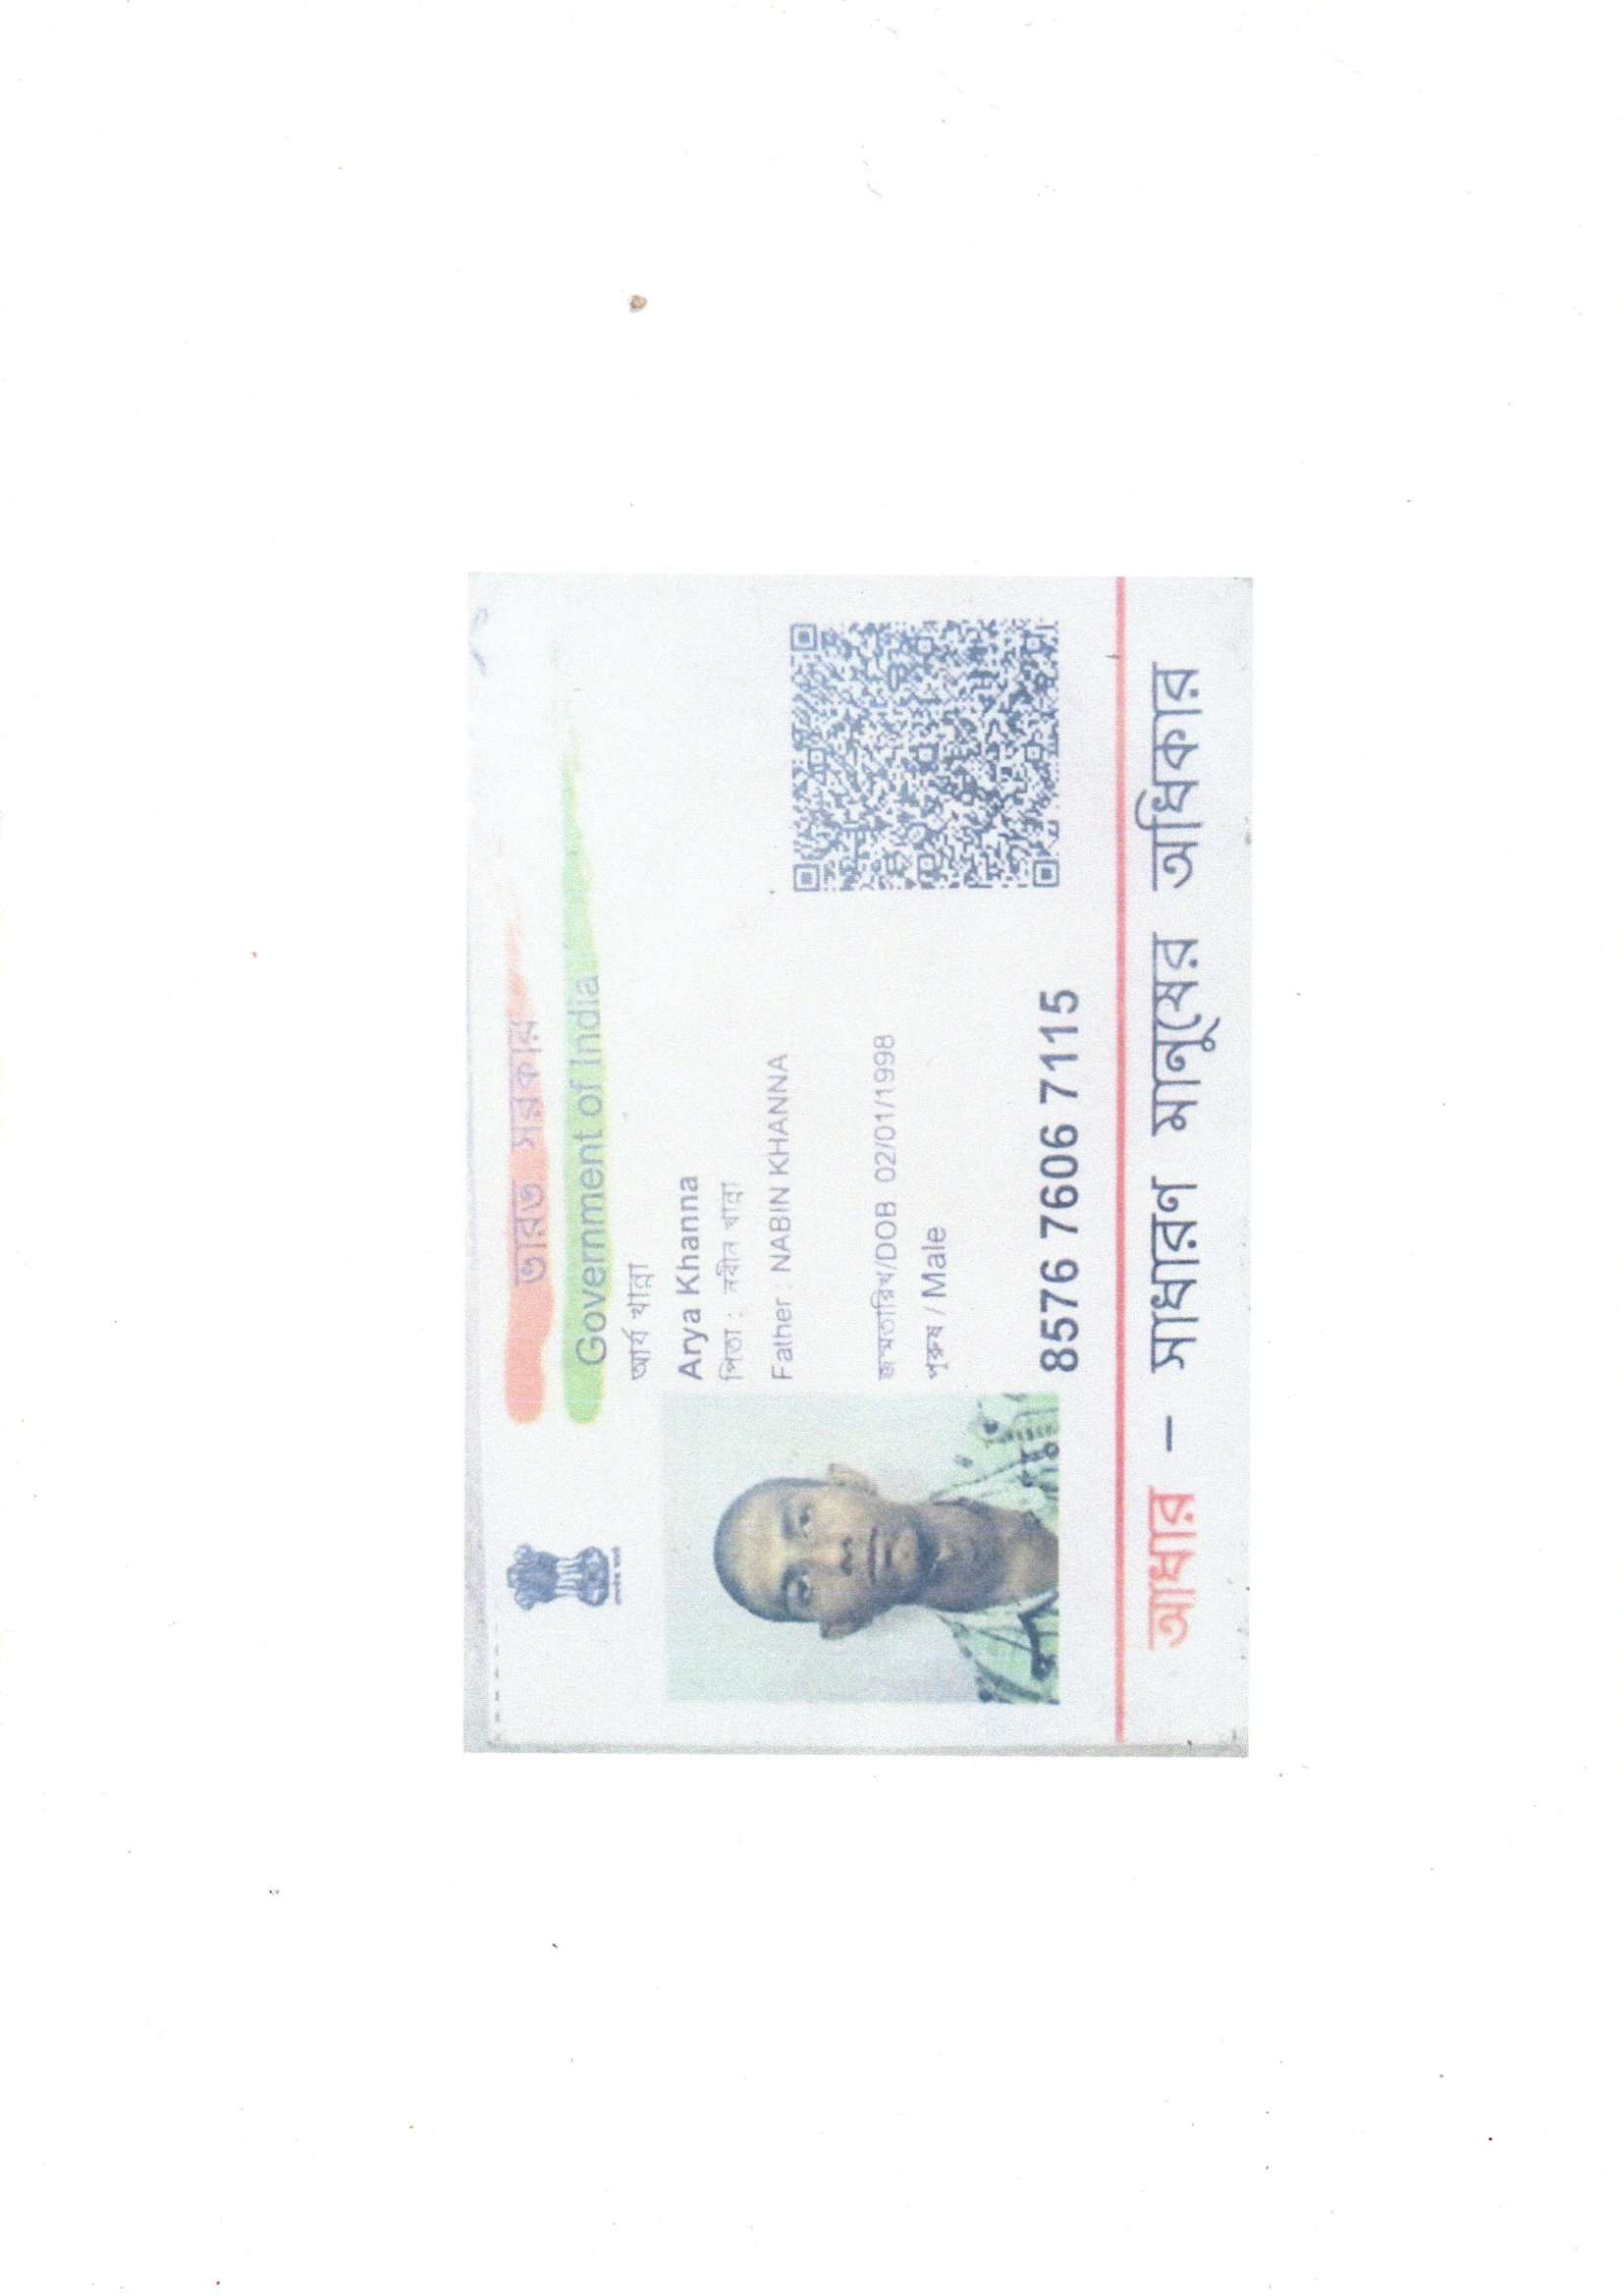 ভারত সরকার
Government of India
আর্য খান্না
Arya Khanna
পিতা : নবীন খান্না
Father : NABIN KHANNA
জন্মতারিখ/DOB 02/01/1998
পুরুষ / Male
8576 7606 7115
আধার – সাধারণ মানুষের অধিকার